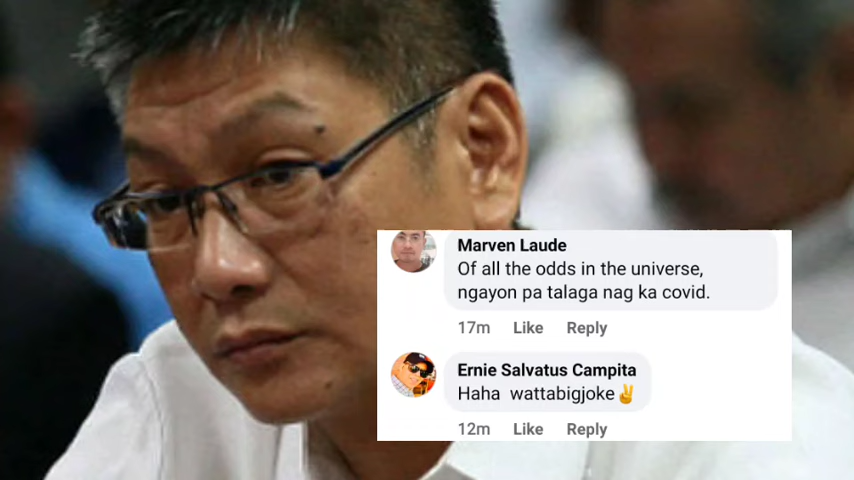 Marven Laude
Of all the odds in the universe,
ngayon pa talaga nag ka covid.
17m Like Reply
Ernie Salvatus Campita
Haha wattabigjoke✌️
12m Like Reply